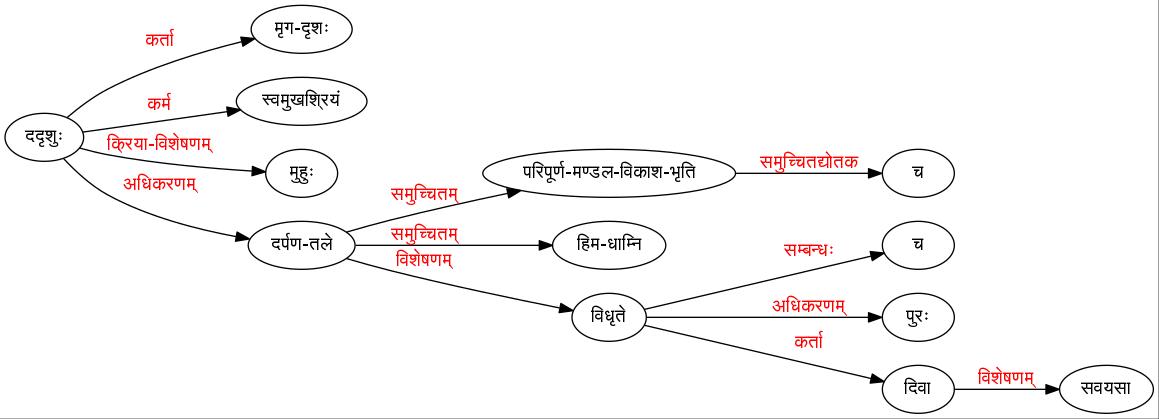 मृग-दृशः
कर्ता
कर्म
स्वमुखश्रियं
ददृशुः
क्रिया-विशेषणम्
मुहुः
अधिकरणम्
समुच्चितम्
परिपूर्ण-मण्डल-विकाश-भृति
समुच्चितद्योतक
च
दर्पण-तले
समुच्चितम्
हिम-धाम्नि
विशेषणम्
सम्बन्धः
च
विधृते
अधिकरणम्
पुरः
कर्ता
दिवा
विशेषणम्
सवयसा